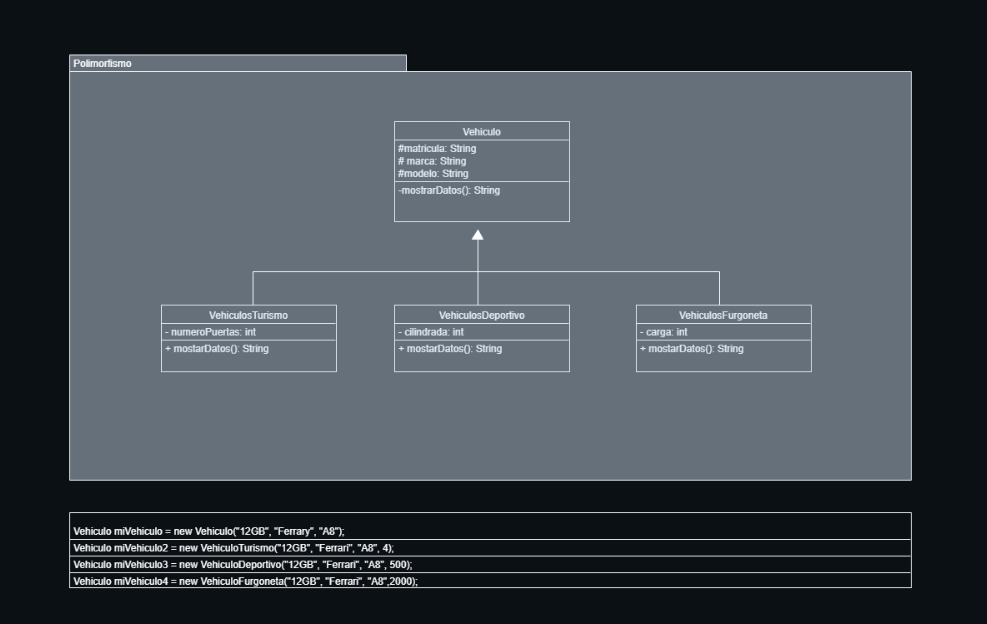 Polimorfismo
Vehiculo
#matricula: String
# marca: String
#modelo: String
-mostrarDatos(): String
VehiculosTurismo
- numeroPuertas: int
+ mostarDatos(): String
VehiculosDeportivo
- cilindrada: int
+ mostarDatos(): String
VehiculosFurgoneta
- carga: int
+ mostarDatos(): String
Vehiculo miVehiculo = new Vehiculo("12GB", "Ferrary", "A8");
Vehiculo miVehiculo2 = new VehiculoTurismo("12GB", "Ferrari", "A8", 4);
Vehiculo miVehiculo3 = new VehiculoDeportivo("12GB", "Ferrari", "A8", 500);
Vehiculo miVehiculo4 = new VehiculoFurgoneta("12GB", "Ferrari", "A8",2000);